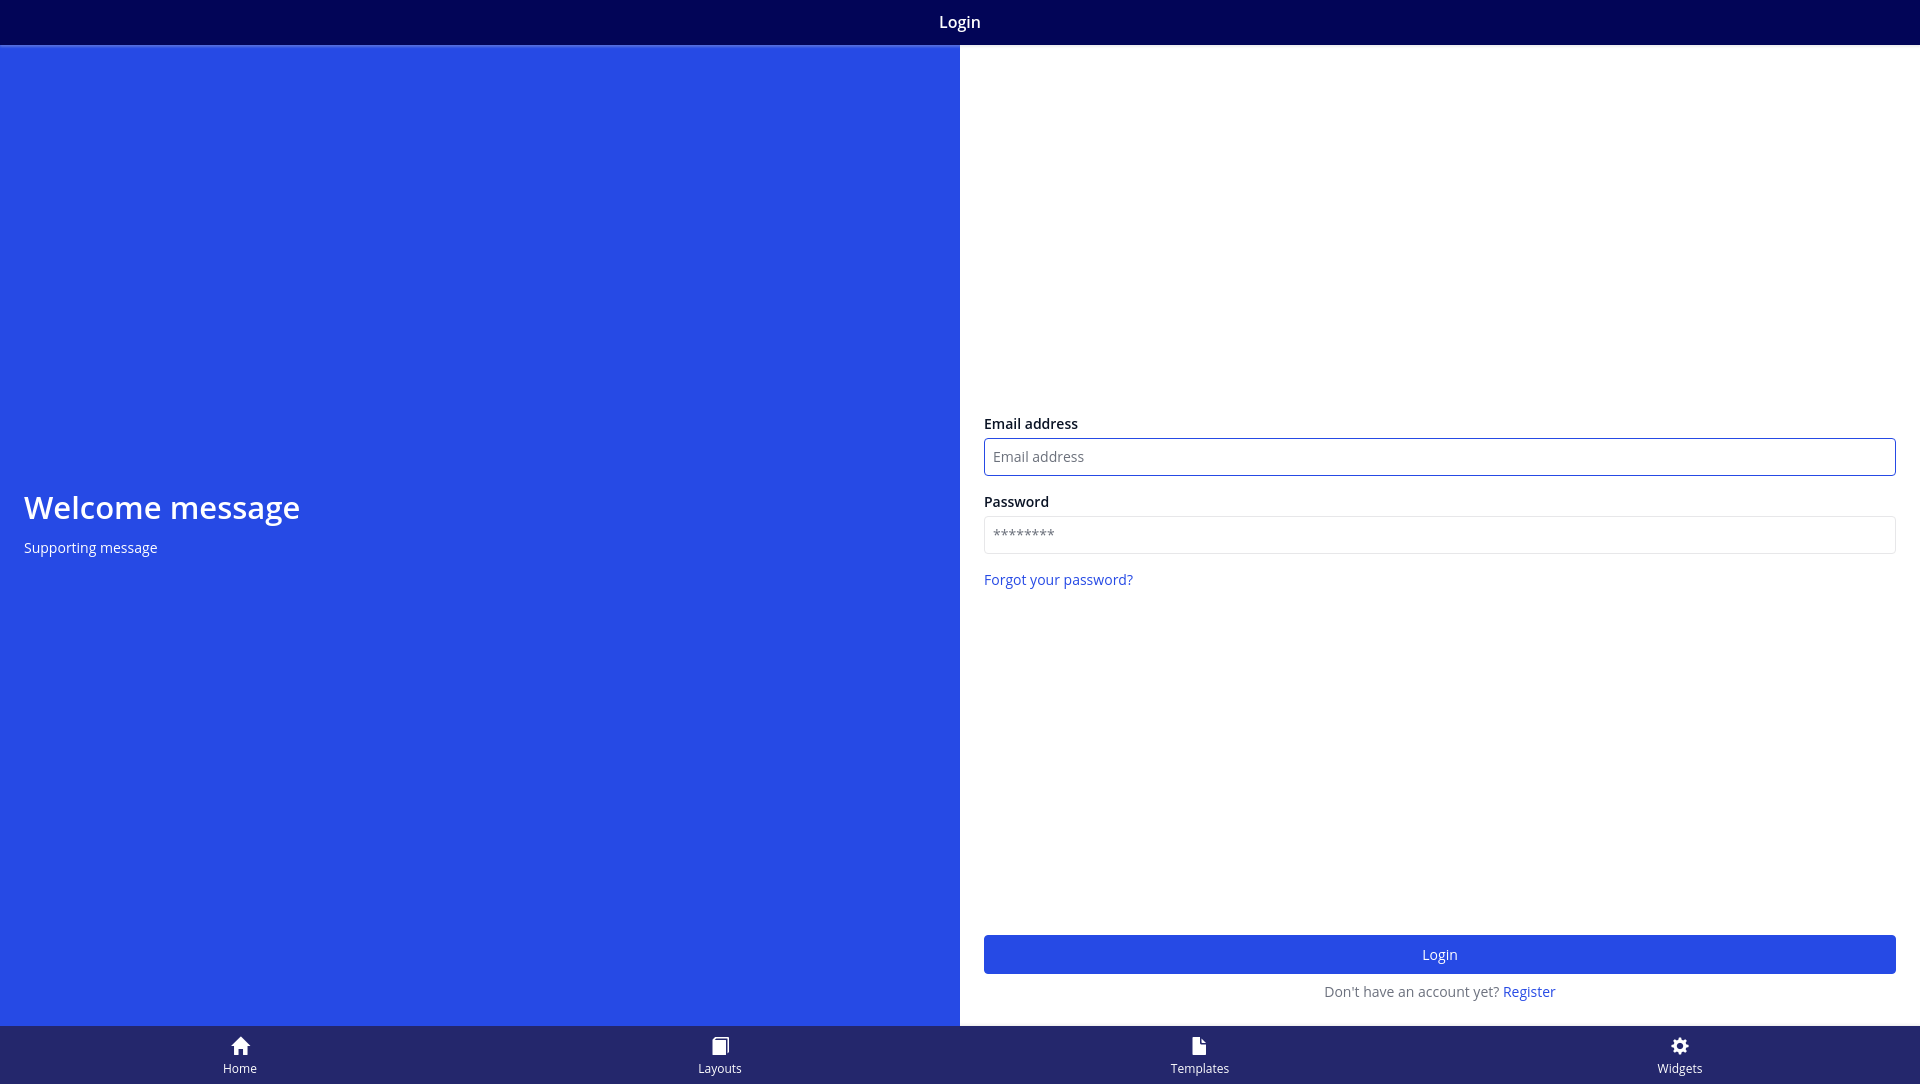 Login
Welcome message
Supporting message
Email address
Email address
Password
********
Forgot your password?
Login
Don't have an account yet? Register
Home
Layouts
Templates
Widgets